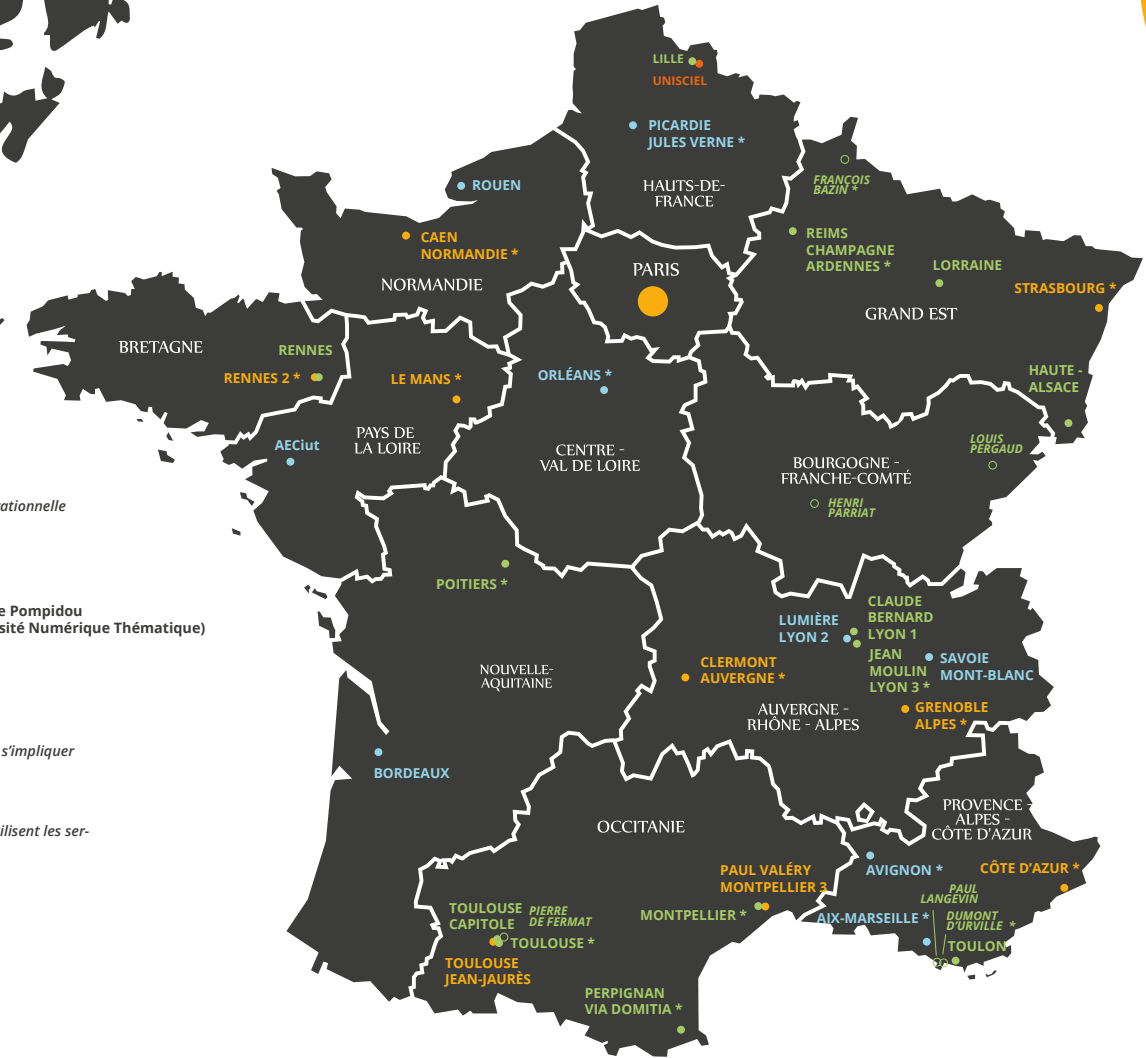 LILLE
UNISCIEL
PICARDIE
JULES VERNE *
HAUTS-DE-
FRANCE
ROUEN
CAEN
NORMANDIE *
NORMANDIE
PARIS
FRANÇOIS
BAZIN *
REIMS
CHAMPAGNE
ARDENNES *
LORRAINE
STRASBOURG *
GRAND EST
HAUTE -
ALSACE
BRETAGNE
RENNES
RENNES 2 *
LE MANS *
ORLÉANS *
AECiut
PAYS DE
LA LOIRE
CENTRE -
VAL DE LOIRE
BOURGOGNE -
FRANCHE-COMTÉ
LOUIS
PERGAUD
HENRI
PARRIAT
ationnelle
POITIERS *
e Pompidou
sité Numérique Thématique)
NOUVELLE-
AQUITAINE
LUMIÈRE
LYON 2
CLAUDE
BERNARD
LYON 1
JEAN
MOULIN
LYON 3 *
SAVOIE
MONT-BLANC
CLERMONT
AUVERGNE *
GRENOBLE
ALPES *
AUVERGNE -
RHÔNE - ALPES
s’impliquer
BORDEAUX
ilisent les ser-
OCCITANIE
PROVENCE -
ALPES -
CÔTE D'AZUR
PAUL VALÉRY
MONTPELLIER 3
MONTPELLIER *
AVIGNON *
CÔTE D’AZUR *
PAUL
LANGEVIN
AIX-MARSEILLE *
DUMONT
D’URVILLE *
TOULON
TOULOUSE
CAPITOLE
PIERRE
DE FERMAT
TOULOUSE *
TOULOUSE
JEAN-JAURÈS
PERPIGNAN
VIA DOMITIA *